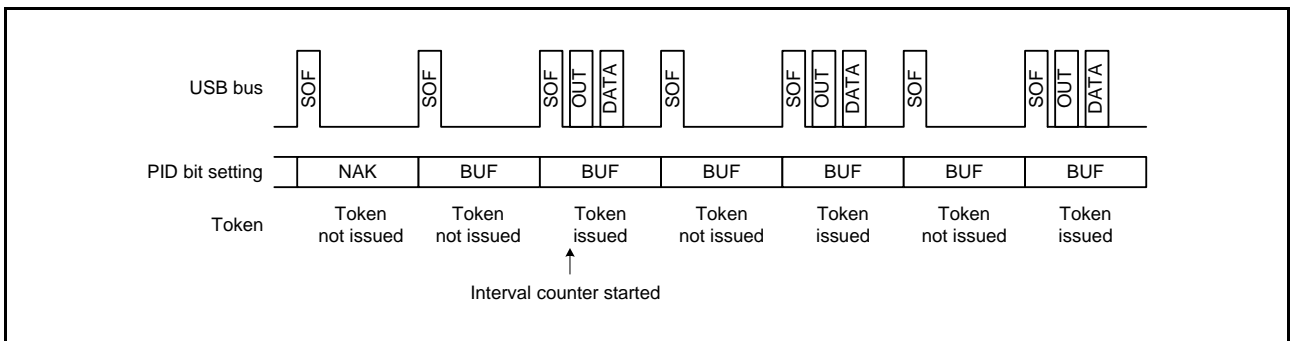 USB bus SOF SOF SOF OUT DATA SOF SOF OUT DATA SOF SOF OUT DATA
PID bit setting NAK BUF BUF BUF BUF BUF BUF
Token Token not issued Token not issued Token issued Token not issued Token issued Token not issued Token issued
Interval counter started